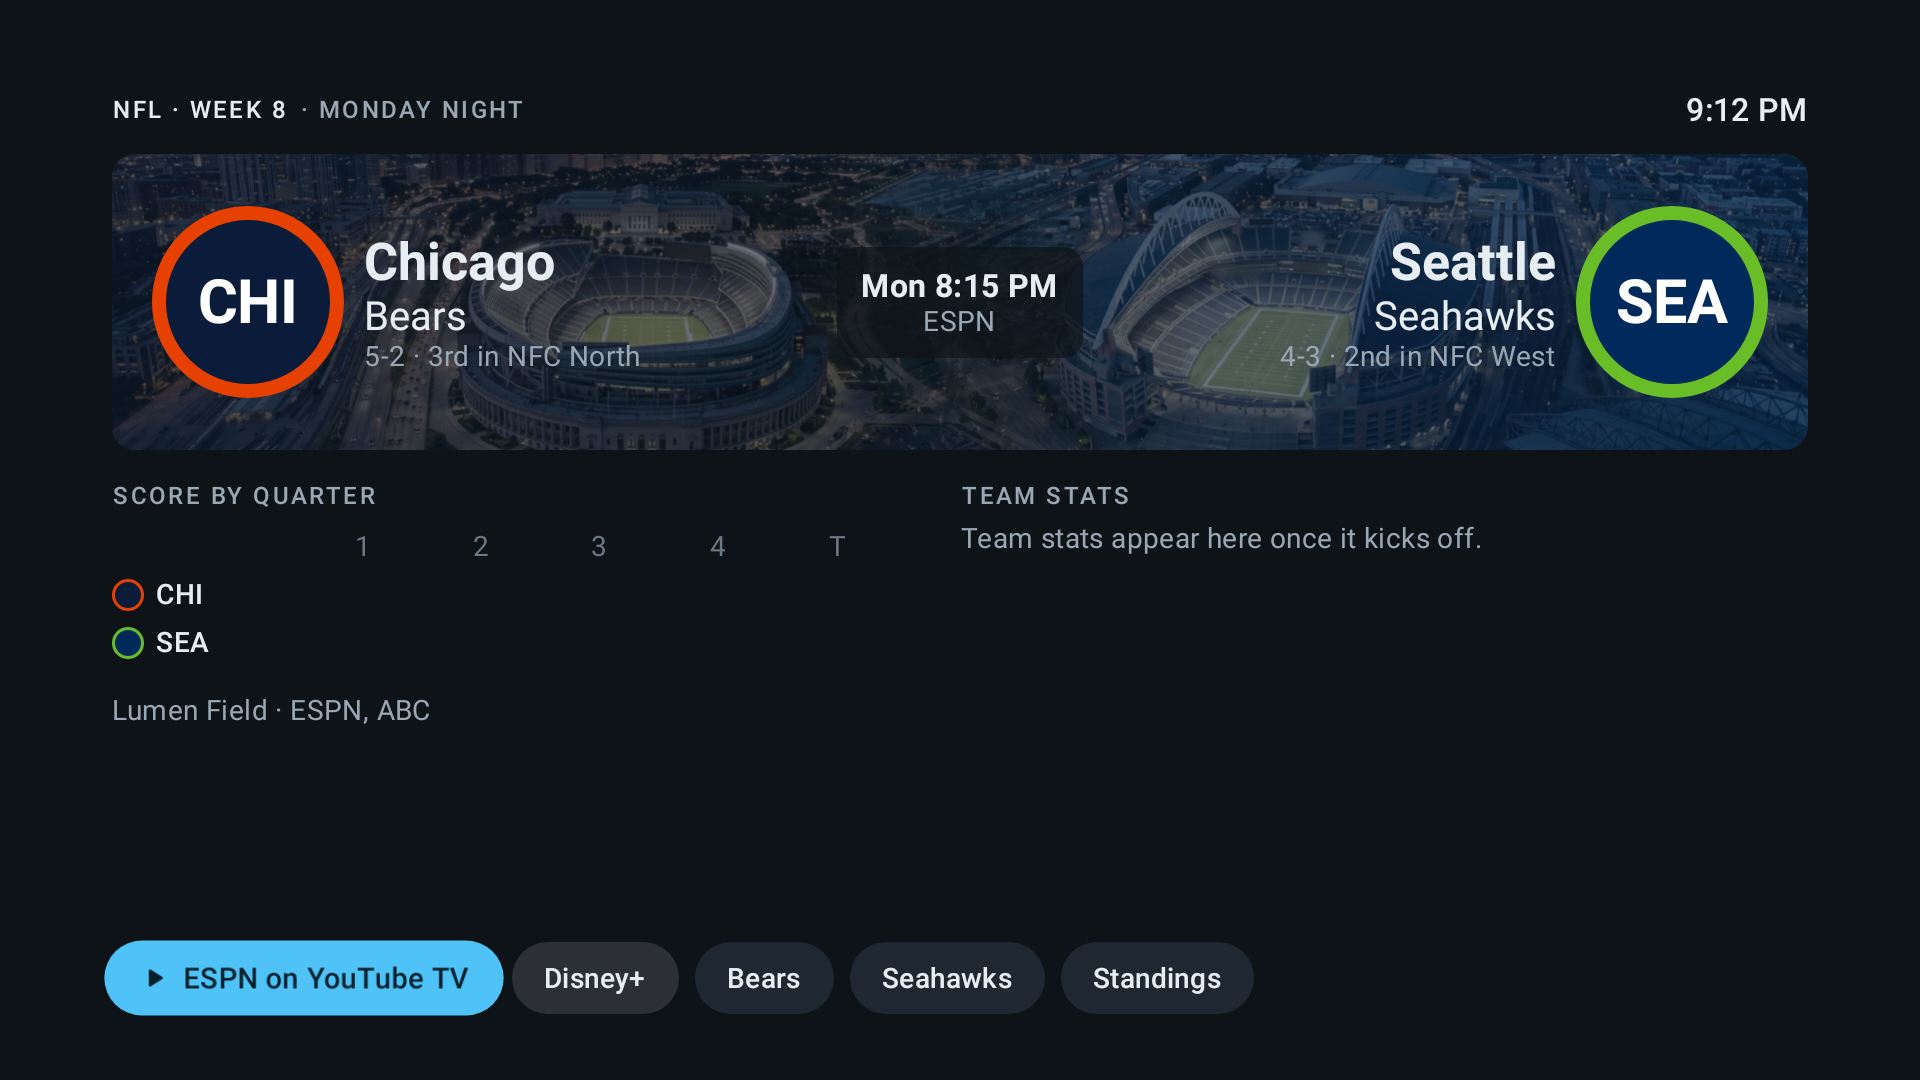 NFL · WEEK 8 · MONDAY NIGHT
9:12 PM
CHI
Chicago
Bears
5-2 · 3rd in NFC North
Mon 8:15 PM
ESPN
Seattle
Seahawks
4-3 · 2nd in NFC West
SEA
SCORE BY QUARTER
1 2 3 4 T
CHI
SEA
Lumen Field · ESPN, ABC
TEAM STATS
Team stats appear here once it kicks off.
ESPN on YouTube TV
Disney+
Bears
Seahawks
Standings